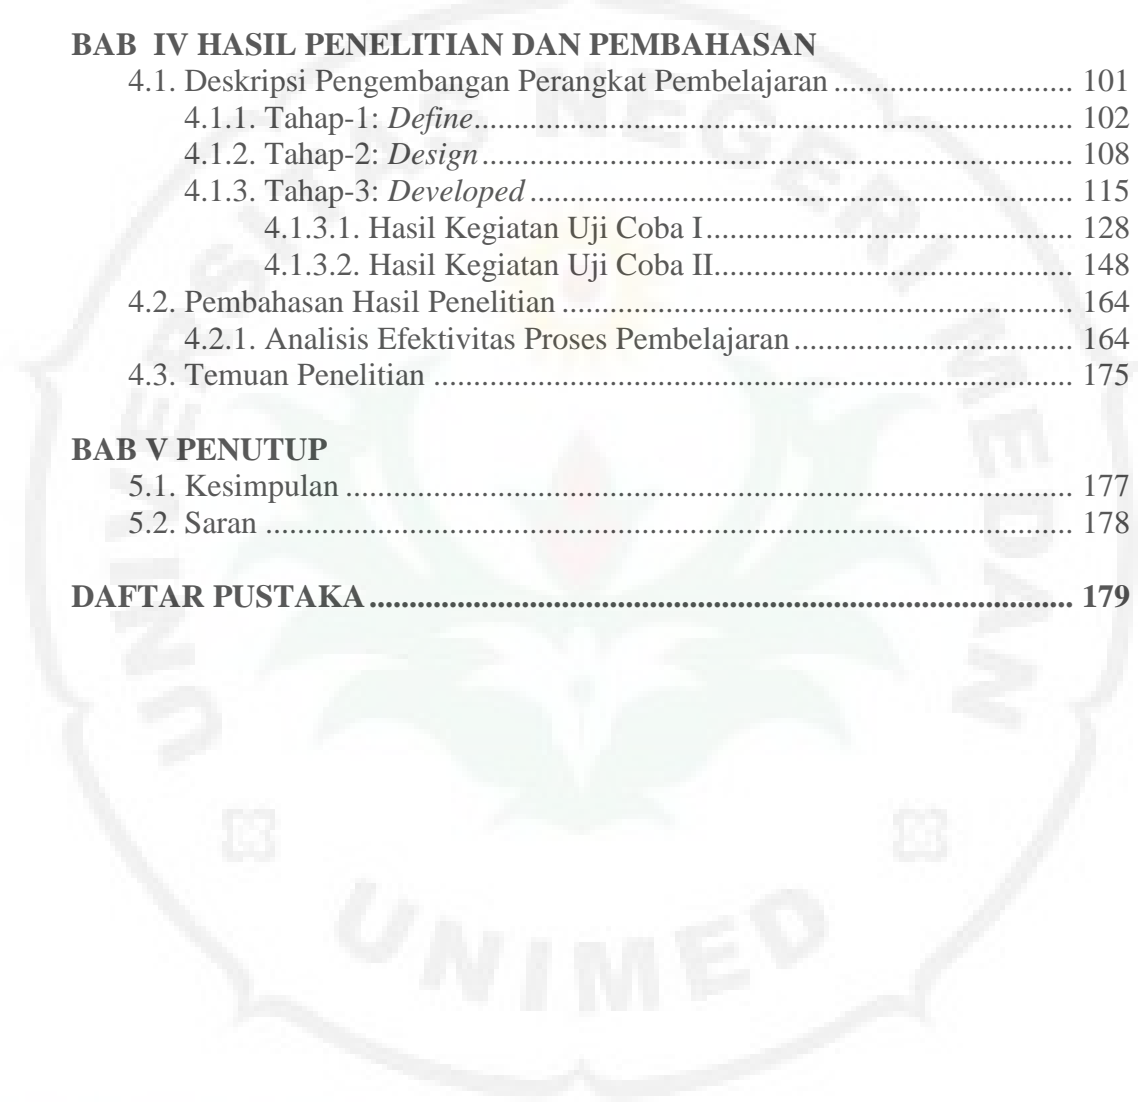 BAB IV HASIL PENELITIAN DAN PEMBAHASAN
4.1. Deskripsi Pengembangan Perangkat Pembelajaran ............................. 101
4.1.1. Tahap-1: Define........................................................................... 102
4.1.2. Tahap-2: Design.......................................................................... 108
4.1.3. Tahap-3: Developed .................................................................... 115
4.1.3.1. Hasil Kegiatan Uji Coba I.............................................. 128
4.1.3.2. Hasil Kegiatan Uji Coba II............................................. 148
4.2. Pembahasan Hasil Penelitian ................................................................ 164
4.2.1. Analisis Efektivitas Proses Pembelajaran ................................... 164
4.3. Temuan Penelitian ................................................................................ 175
BAB V PENUTUP
5.1. Kesimpulan ........................................................................................... 177
5.2. Saran ..................................................................................................... 178
DAFTAR PUSTAKA ........................................................................................ 179
UNIVERSITAS NEGERI MEDAN
UNIMED